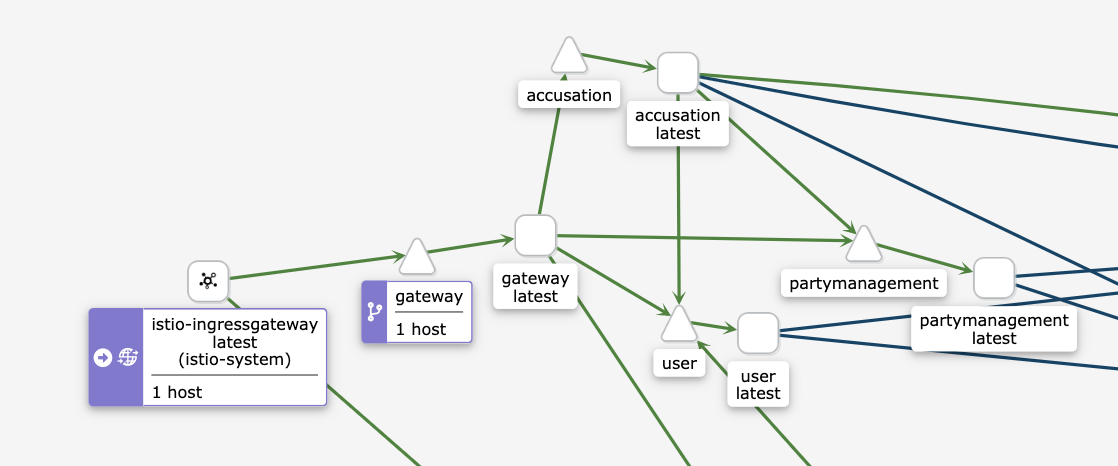 accusation
accusation
latest
gateway
latest
gateway
1 host
partymanagement
istio-ingressgateway
latest
(istio-system)
1 host
partymanagement
latest
user
user
latest